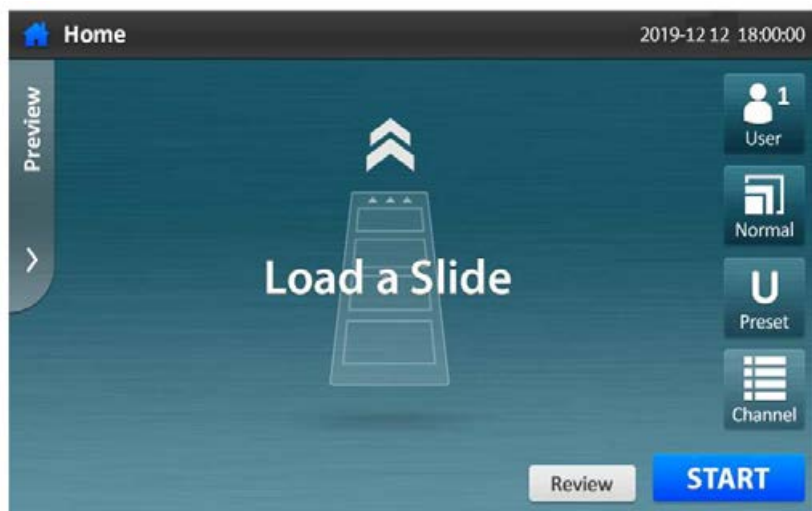 Home
2019-12 12 18:00:00
Preview
1
User
Normal
Load a Slide
U
Preset
Channel
Review
START